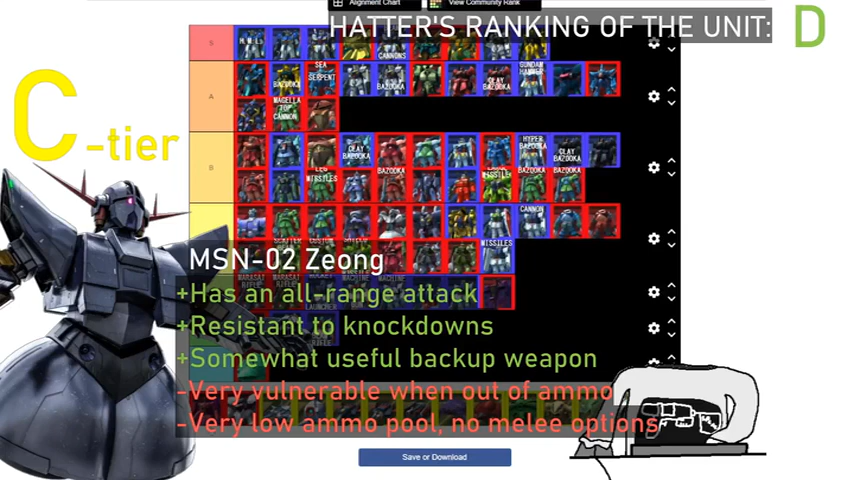 Alignment Chart
View Community Rank
HATTER'S RANKING OF THE UNIT: D
S
CANNONS
C-tier
A
BAZOOKA
SEA SERPENT
BAZOOKA
CLAY BAZOOKA
GUNDAM HAMMER
MAGELLA TOP CANNON
B
CLAY BAZOOKA
HYPER BAZOOKA
CLAY BAZOOKA
LEG MISSILES
BAZOOKA
MISSILES
BAZOOKA
BAZOOKA
CANNON
MISSILES
MSN-02 Zeong
+Has an all-range attack
+Resistant to knockdowns
+Somewhat useful backup weapon
-Very vulnerable when out of ammo
-Very low ammo pool, no melee options
Save or Download